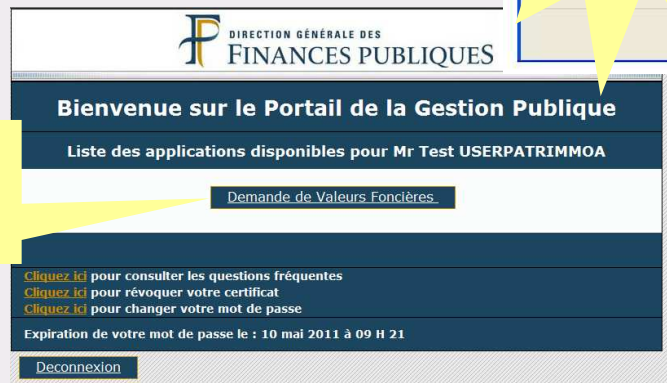 DIRECTION GÉNÉRALE DES
FINANCES PUBLIQUES
Bienvenue sur le Portail de la Gestion Publique
Liste des applications disponibles pour Mr Test USERPATRIMMOA
Demande de Valeurs Foncières
Cliquez ici pour consulter les questions fréquentes
Cliquez ici pour révoquer votre certificat
Cliquez ici pour changer votre mot de passe
Expiration de votre mot de passe le : 10 mai 2011 à 09 H 21
Deconnexion